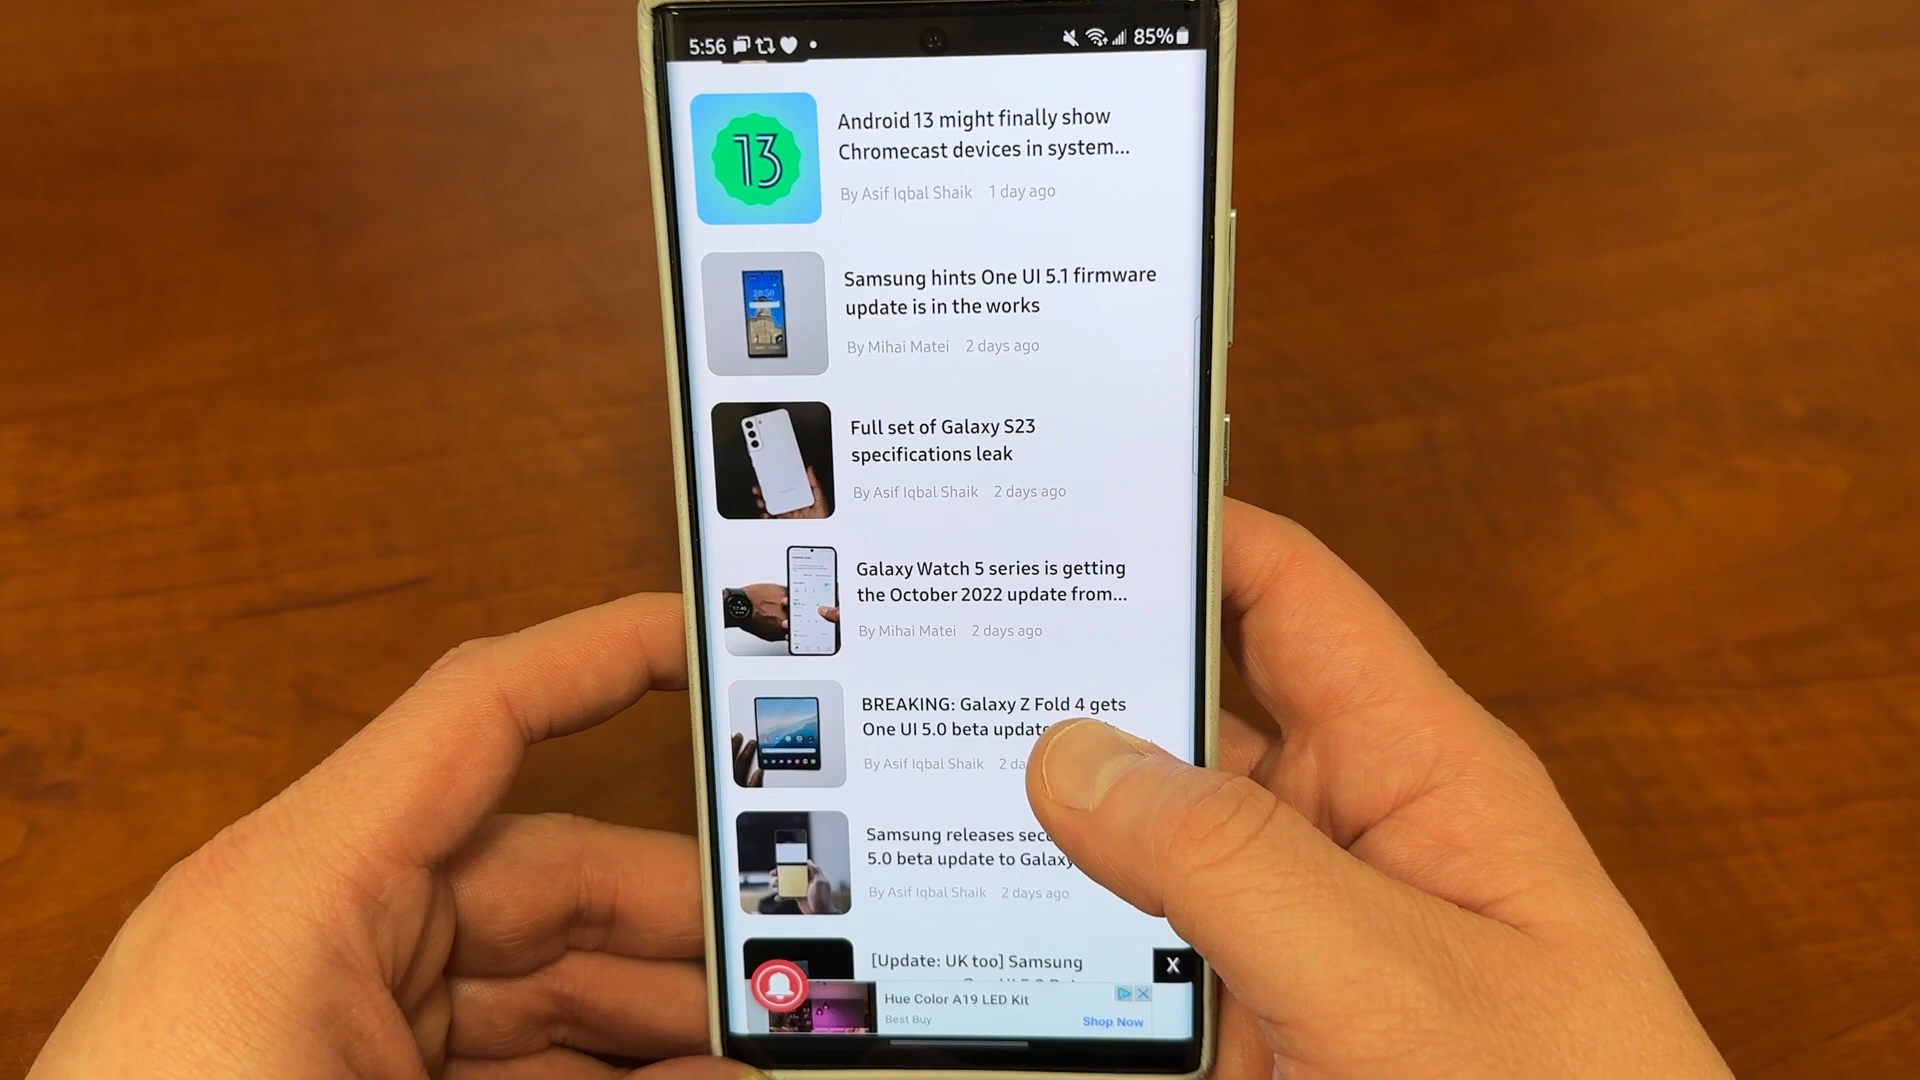 5:56 85%
13
Android 13 might finally show
Chromecast devices in system...
By Asif Iqbal Shaik 1 day ago
Samsung hints One UI 5.1 firmware
update is in the works
By Mihai Matei 2 days ago
Full set of Galaxy S23
specifications leak
By Asif Iqbal Shaik 2 days ago
Galaxy Watch 5 series is getting
the October 2022 update from...
By Mihai Matei 2 days ago
BREAKING: Galaxy Z Fold 4 gets
One UI 5.0 beta update
By Asif Iqbal Shaik 2 da
Samsung releases sec
5.0 beta update to Galaxy
By Asif Iqbal Shaik 2 days ago
[Update: UK too] Samsung
X
Hue Color A19 LED Kit
Best Buy
Shop Now